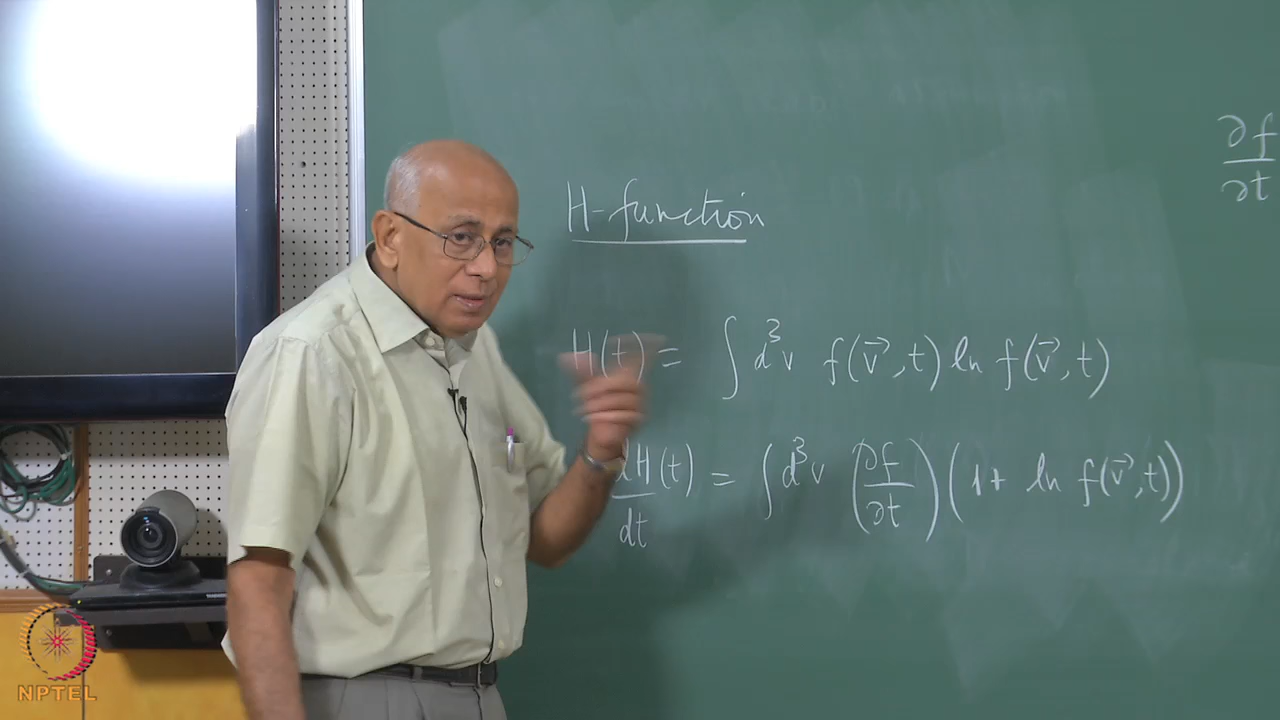 H-function
H(t) = ∫ d³v f(v⃗, t) ln f(v⃗, t)
dH(t)/dt = ∫ d³v (∂f/∂t) (1 + ln f(v⃗, t))
∂f/∂t
NPTEL